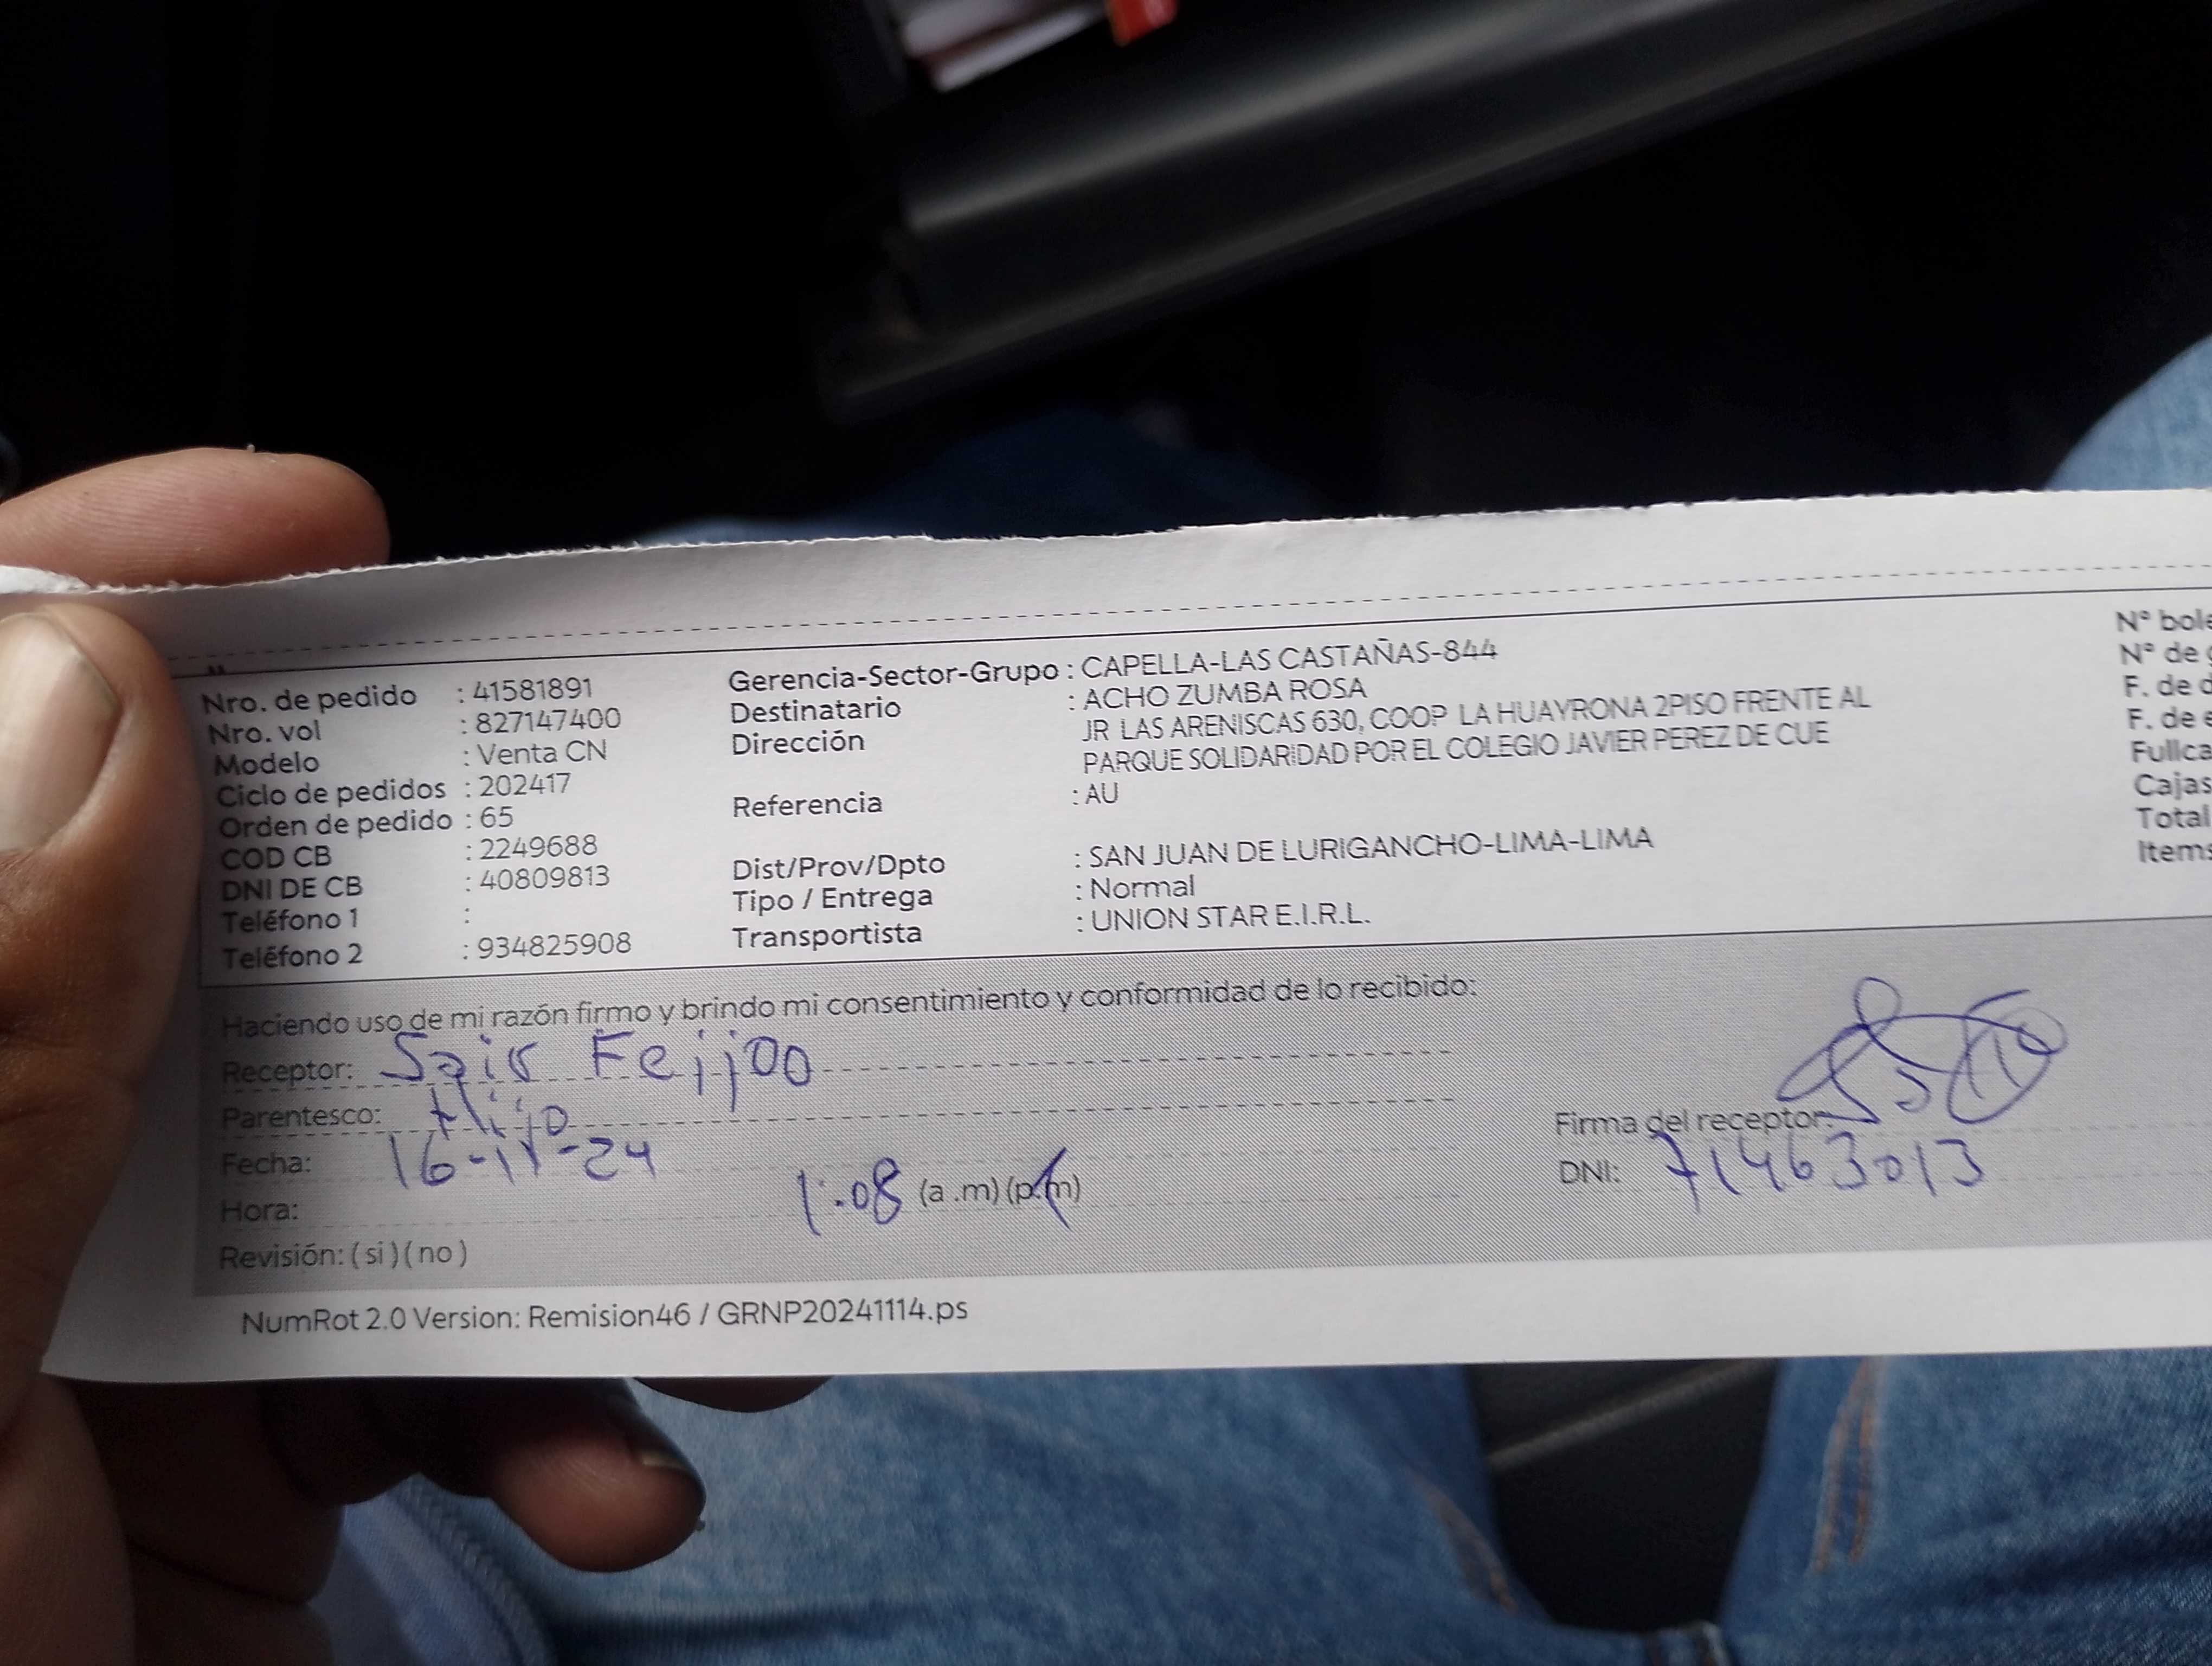 Nro. de pedido : 41581891
Nro. vol : 827147400
Modelo : Venta CN
Ciclo de pedidos : 202417
Orden de pedido : 65
COD CB : 2249688
DNI DE CB : 40809813
Teléfono 1 :
Teléfono 2 : 934825908
Gerencia-Sector-Grupo : CAPELLA-LAS CASTAÑAS-844
Destinatario : ACHO ZUMBA ROSA
Dirección JR LAS ARENISCAS 630, COOP LA HUAYRONA 2PISO FRENTE AL
PARQUE SOLIDARIDAD POR EL COLEGIO JAVIER PEREZ DE CUE
Referencia : AU
Dist/Prov/Dpto : SAN JUAN DE LURIGANCHO-LIMA-LIMA
Tipo / Entrega : Normal
Transportista : UNION STAR E.I.R.L.
N° bole
N° de
F. de d
F. de e
Fullca
Cajas
Total
Items
Haciendo uso de mi razón firmo y brindo mi consentimiento y conformidad de lo recibido:
Receptor: Feijoo
Parentesco: Hijo
Fecha: 16-11-24
Hora: 1:08 (a .m) (p.m)
Revisión: ( si ) ( no )
Firma del receptor:
DNI: 71463013
NumRot 2.0 Version: Remision46 / GRNP20241114.ps